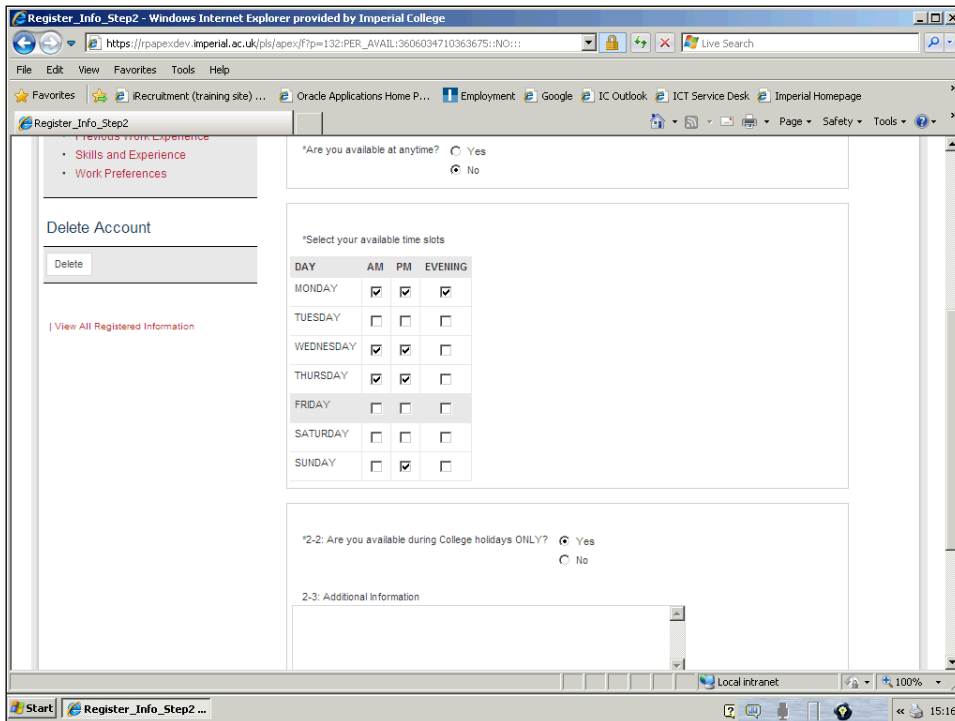 Register_Info_Step2 - Windows Internet Explorer provided by Imperial College
https://rpapexdev.imperial.ac.uk/pls/apex/f?p=132:PER_AVAIL:3606034710363675::NO:::
Live Search
File Edit View Favorites Tools Help
Favorites iRecruitment (training site) ... Oracle Applications Home P... Employment Google IC Outlook ICT Service Desk Imperial Homepage
Register_Info_Step2 Page Safety Tools
Previous Work Experience
Skills and Experience
Work Preferences
Delete Account
Delete
| View All Registered Information
*Are you available at anytime? Yes
No
*Select your available time slots
DAY AM PM EVENING
MONDAY
TUESDAY
WEDNESDAY
THURSDAY
FRIDAY
SATURDAY
SUNDAY
*2-2: Are you available during College holidays ONLY? Yes
No
2-3: Additional Information
Local intranet 100%
Start Register_Info_Step2 ... « 15:16